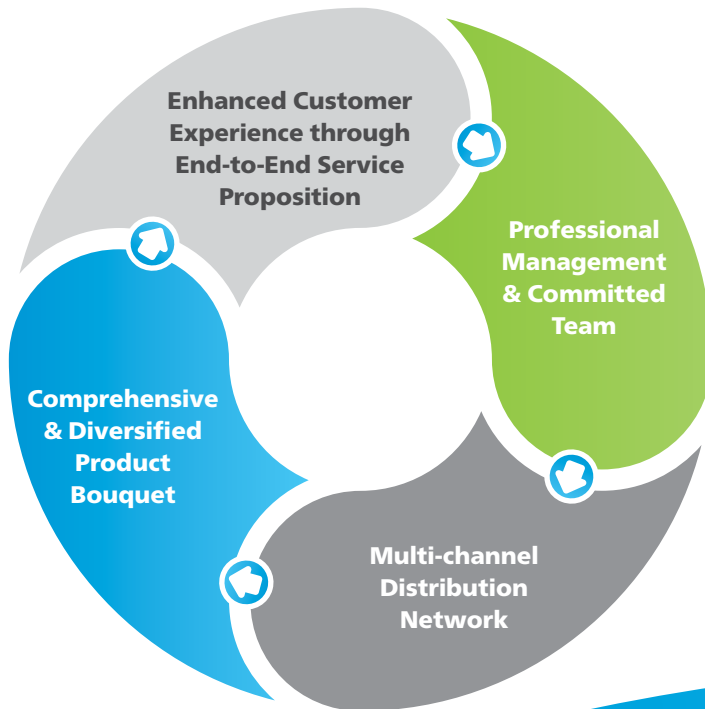 Enhanced Customer
Experience through
End-to-End Service
Proposition
Professional
Management
& Committed
Team
Multi-channel
Distribution
Network
Comprehensive
& Diversified
Product
Bouquet